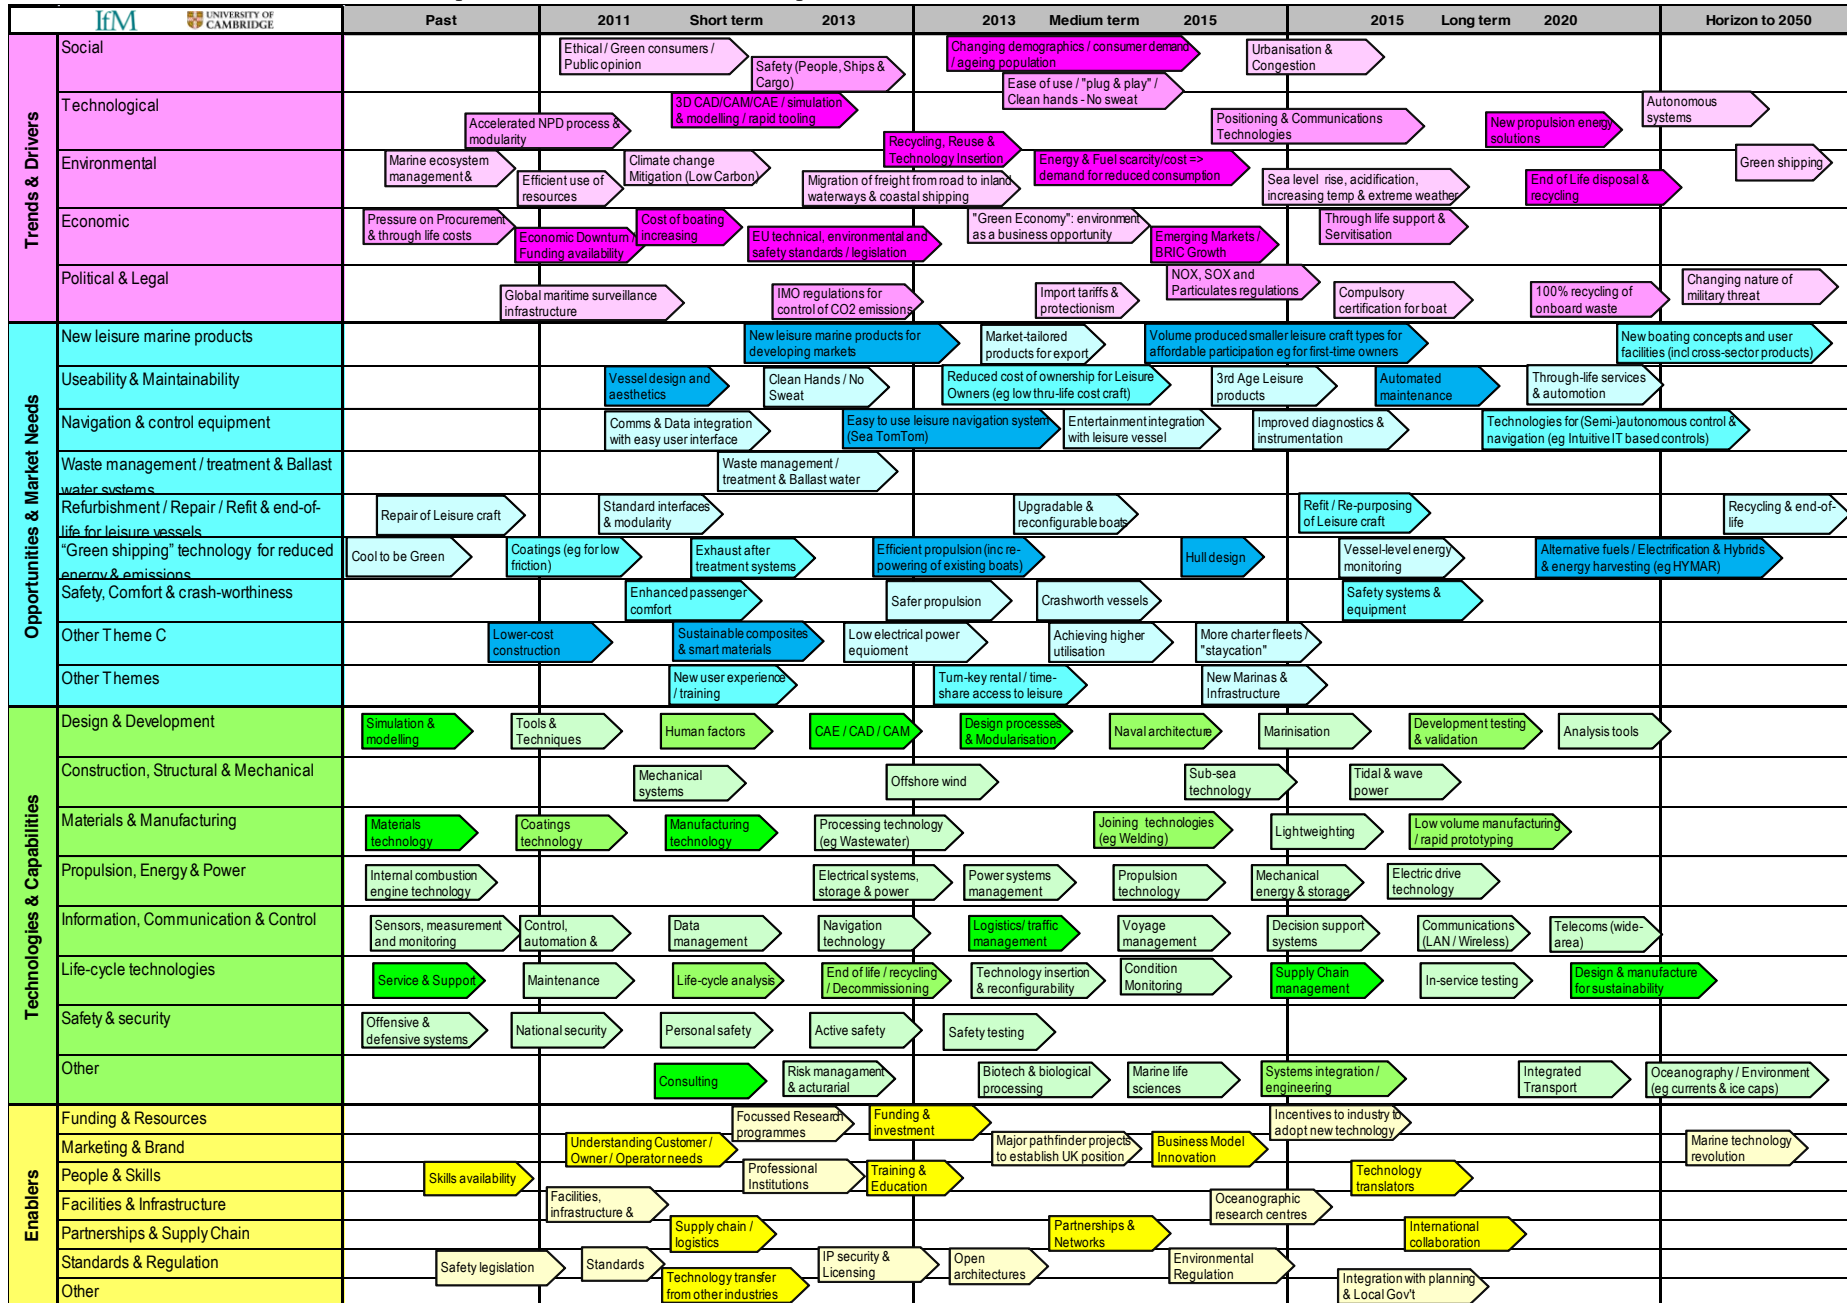 IfM
UNIVERSITY OF
CAMBRIDGE
Past
2011
Short term
2013
2013
Medium term
2015
2015
Long term
2020
Horizon to 2050
Trends & Drivers
Social
Ethical / Green consumers /
Public opinion
Safety (People, Ships &
Cargo)
Changing demographics / consumer demand
/ ageing population
Ease of use / "plug & play" /
Clean hands - No sweat
Urbanisation &
Congestion
Technological
Accelerated NPD process &
modularity
3D CAD/CAM/CAE / simulation
& modelling / rapid tooling
Recycling, Reuse &
Technology Insertion
Positioning & Communications
Technologies
New propulsion energy
solutions
Autonomous
systems
Environmental
Marine ecosystem
management &
Efficient use of
resources
Climate change
Mitigation (Low Carbon)
Migration of freight from road to inland
waterways & coastal shipping
Energy & Fuel scarcity/cost =>
demand for reduced consumption
Sea level rise, acidification,
increasing temp & extreme weather
End of Life disposal &
recycling
Green shipping
Economic
Pressure on Procurement
& through life costs
Economic Downturn /
Funding availability
Cost of boating
increasing
EU technical, environmental and
safety standards / legislation
"Green Economy": environment
as a business opportunity
Emerging Markets /
BRIC Growth
Through life support &
Servitisation
Political & Legal
Global maritime surveillance
infrastructure
IMO regulations for
control of CO2 emissions
Import tariffs &
protectionism
NOX, SOX and
Particulates regulations
Compulsory
certification for boat
100% recycling of
onboard waste
Changing nature of
military threat
Opportunities & Market Needs
New leisure marine products
New leisure marine products for
developing markets
Market-tailored
products for export
Volume produced smaller leisure craft types for
affordable participation eg for first-time owners
New boating concepts and user
facilities (incl cross-sector products)
Useability & Maintainability
Vessel design and
aesthetics
Clean Hands / No
Sweat
Reduced cost of ownership for Leisure
Owners (eg low thru-life cost craft)
3rd Age Leisure
products
Automated
maintenance
Through-life services
& automotion
Navigation & control equipment
Comms & Data integration
with easy user interface
Easy to use leisure navigation system
(Sea TomTom)
Entertainment integration
with leisure vessel
Improved diagnostics &
instrumentation
Technologies for (Semi-)autonomous control &
navigation (eg Intuitive IT based controls)
Waste management / treatment & Ballast
water systems
Waste management /
treatment & Ballast water
Refurbishment / Repair / Refit & end-of-
life for leisure vessels
Repair of Leisure craft
Standard interfaces
& modularity
Upgradable &
reconfigurable boats
Refit / Re-purposing
of Leisure craft
Recycling & end-of-
life
"Green shipping" technology for reduced
energy & emissions
Cool to be Green
Coatings (eg for low
friction)
Exhaust after
treatment systems
Efficient propulsion (inc re-
powering of existing boats)
Hull design
Vessel-level energy
monitoring
Alternative fuels / Electrification & Hybrids
& energy harvesting (eg HYMAR)
Safety, Comfort & crash-worthiness
Enhanced passenger
comfort
Safer propulsion
Crashworth vessels
Safety systems &
equipment
Other Theme C
Lower-cost
construction
Sustainable composites
& smart materials
Low electrical power
equioment
Achieving higher
utilisation
More charter fleets /
"staycation"
Other Themes
New user experience
/ training
Turn-key rental / time-
share access to leisure
New Marinas &
Infrastructure
Technologies & Capabilities
Design & Development
Simulation &
modelling
Tools &
Techniques
Human factors
CAE / CAD / CAM
Design processes
& Modularisation
Naval architecture
Marinisation
Development testing
& validation
Analysis tools
Construction, Structural & Mechanical
Mechanical
systems
Offshore wind
Sub-sea
technology
Tidal & wave
power
Materials & Manufacturing
Materials
technology
Coatings
technology
Manufacturing
technology
Processing technology
(eg Wastewater)
Joining technologies
(eg Welding)
Lightweighting
Low volume manufacturing
/ rapid prototyping
Propulsion, Energy & Power
Internal combustion
engine technology
Electrical systems,
storage & power
Power systems
management
Propulsion
technology
Mechanical
energy & storage
Electric drive
technology
Information, Communication & Control
Sensors, measurement
and monitoring
Control,
automation &
Data
management
Navigation
technology
Logistics/ traffic
management
Voyage
management
Decision support
systems
Communications
(LAN / Wireless)
Telecoms (wide-
area)
Life-cycle technologies
Service & Support
Maintenance
Life-cycle analysis
End of life / recycling
/ Decommissioning
Technology insertion
& reconfigurability
Condition
Monitoring
Supply Chain
management
In-service testing
Design & manufacture
for sustainability
Safety & security
Offensive &
defensive systems
National security
Personal safety
Active safety
Safety testing
Other
Consulting
Risk managament
& acturarial
Biotech & biological
processing
Marine life
sciences
Systems integration /
engineering
Integrated
Transport
Oceanography / Environment
(eg currents & ice caps)
Enablers
Funding & Resources
Focussed Research
programmes
Funding &
investment
Incentives to industry to
adopt new technology
Marketing & Brand
Understanding Customer /
Owner / Operator needs
Major pathfinder projects
to establish UK position
Business Model
Innovation
Marine technology
revolution
People & Skills
Skills availability
Professional
Institutions
Training &
Education
Technology
translators
Facilities & Infrastructure
Facilities,
infrastructure &
Oceanographic
research centres
Partnerships & Supply Chain
Supply chain /
logistics
Partnerships &
Networks
International
collaboration
Standards & Regulation
Safety legislation
Standards
IP security &
Licensing
Open
architectures
Environmental
Regulation
Other
Technology transfer
from other industries
Integration with planning
& Local Gov't